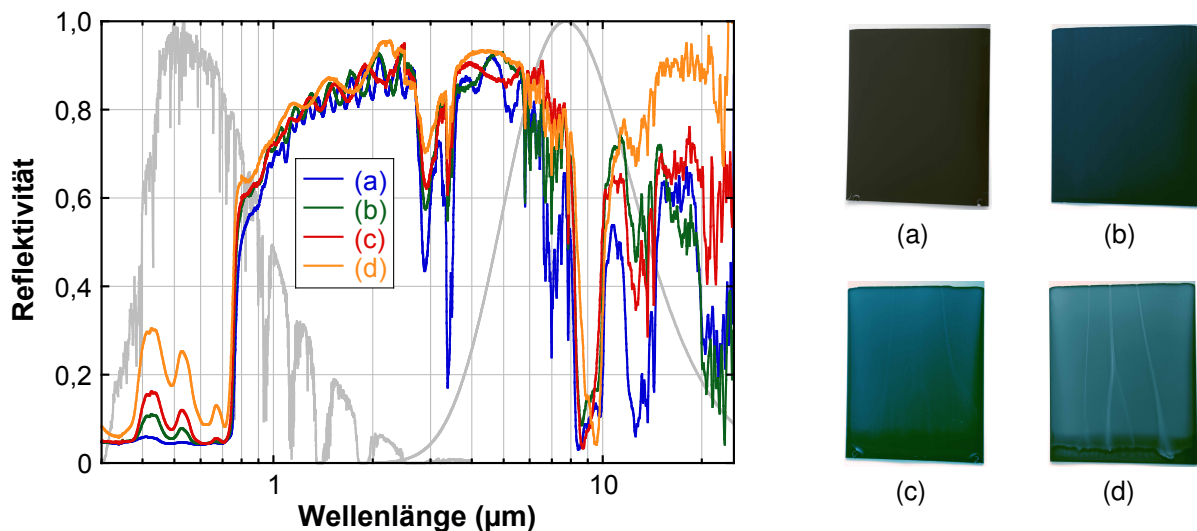 1,0
0,8
0,6
0,4
0,2
0
Reflektivität
(a)
(b)
(c)
(d)
1
10
Wellenlänge (µm)
(a)
(b)
(c)
(d)